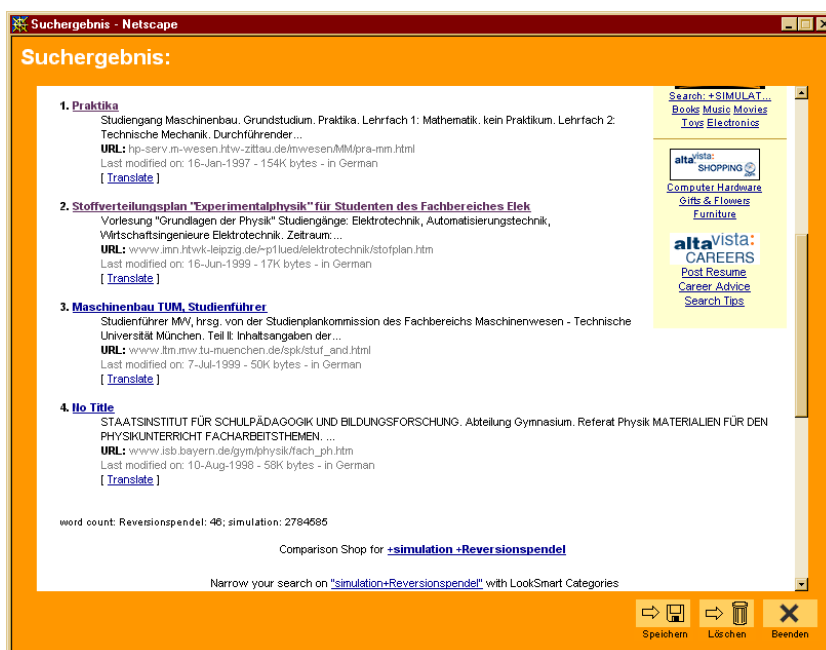 Suchergebnis - Netscape
Suchergebnis:
1. Praktika
Studiengang Maschinenbau. Grundstudium. Praktika. Lehrfach 1: Mathematik. kein Praktikum. Lehrfach 2:
Technische Mechanik. Durchführender...
URL: hp-serv.m-wesen.htw-zittau.de/mwesen/MM/pra-mm.html
Last modified on: 16-Jan-1997 - 154K bytes - in German
[ Translate ]
2. Stoffverteilungsplan "Experimentalphysik" für Studenten des Fachbereiches Elek
Vorlesung "Grundlagen der Physik" Studiengänge: Elektrotechnik, Automatisierungstechnik,
Wirtschaftsingenieure Elektrotechnik. Zeitraum:...
URL: www.imn.htwk-leipzig.de/~p1lued/elektrotechnik/stofplan.htm
Last modified on: 16-Jun-1999 - 17K bytes - in German
[ Translate ]
3. Maschinenbau TUM, Studienführer
Studienführer MW, hrsg. von der Studienplankommission des Fachbereichs Maschinenwesen - Technische
Universität München. Teil II: Inhaltsangaben der...
URL: www.ltm.mw.tu-muenchen.de/spk/stuf_and.html
Last modified on: 7-Jul-1999 - 50K bytes - in German
[ Translate ]
4. No Title
STAATSINSTITUT FÜR SCHULPÄDAGOGIK UND BILDUNGSFORSCHUNG. Abteilung Gymnasium. Referat Physik MATERIALIEN FÜR DEN
PHYSIKUNTERRICHT FACHARBEITSTHEMEN. ...
URL: www.isb.bayern.de/gym/physik/fach_ph.htm
Last modified on: 10-Aug-1998 - 58K bytes - in German
[ Translate ]
word count: Reversionspendel: 46; simulation: 2784585
Comparison Shop for +simulation +Reversionspendel
Narrow your search on "simulation+Reversionspendel" with LookSmart Categories
Search: +SIMULAT...
Books Music Movies
Toys Electronics
altavista:
SHOPPING
Computer Hardware
Gifts & Flowers
Furniture
altavista:
CAREERS
Post Resume
Career Advice
Search Tips
Speichern
Löschen
Beenden